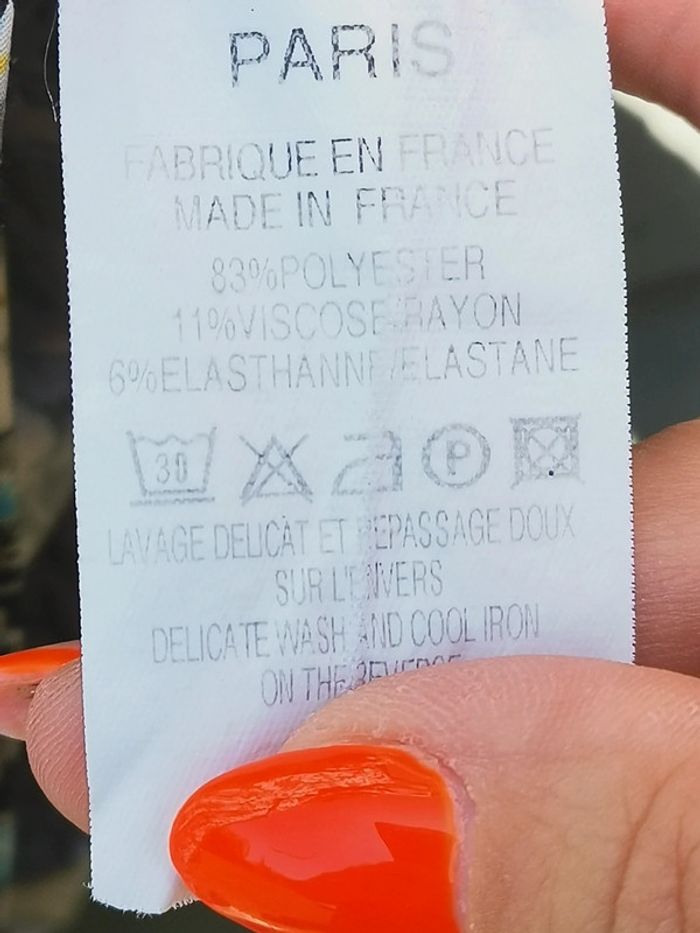 PARIS
FABRIQUE EN FRANCE
MADE IN FRANCE
83%POLYESTER
11%VISCOSE/RAYON
6%ELASTHANNE/ELASTANE
30 P
LAVAGE DELICAT ET REPASSAGE DOUX
SUR L'ENVERS
DELICATE WASH AND COOL IRON
ON THE REVERSE